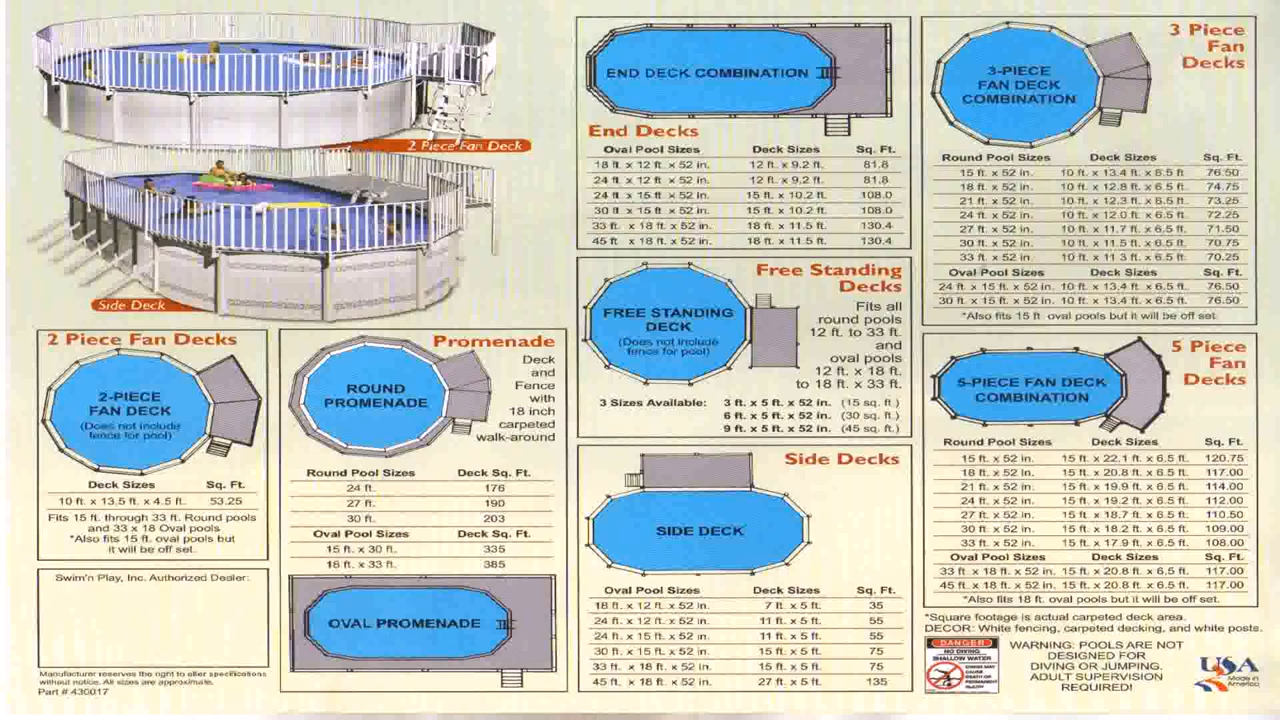 2 Piece Fan Deck
Side Deck
2 Piece Fan Decks
2-PIECE
FAN DECK
(Does not include
fence for pool)
Deck Sizes Sq. Ft.
10 ft. x 13.5 ft. x 4.5 ft. 53.25
Fits 15 ft. through 33 ft. Round pools
and 33 x 18 Oval pools
*Also fits 15 ft. oval pools but
it will be off set.
Swim'n Play, Inc. Authorized Dealer:
Manufacturer reserves the right to alter specifications
without notice. All sizes are approximate.
Part # 430017
Promenade
ROUND
PROMENADE
Deck
and
Fence
with
18 inch
carpeted
walk-around
Round Pool Sizes Deck Sq. Ft.
24 ft. 176
27 ft. 190
30 ft. 203
Oval Pool Sizes Deck Sq. Ft.
15 ft. x 30 ft. 335
18 ft. x 33 ft. 385
OVAL PROMENADE
END DECK COMBINATION
End Decks
Oval Pool Sizes Deck Sizes Sq. Ft.
18 ft. x 12 ft. x 52 in. 12 ft. x 9.2 ft. 81.8
24 ft. x 12 ft. x 52 in. 12 ft. x 9.2 ft. 81.8
24 ft. x 15 ft. x 52 in. 15 ft. x 10.2 ft. 108.0
30 ft. x 15 ft. x 52 in. 15 ft. x 10.2 ft. 108.0
33 ft. x 18 ft. x 52 in. 18 ft. x 11.5 ft. 130.4
45 ft. x 18 ft. x 52 in. 18 ft. x 11.5 ft. 130.4
Free Standing
Decks
FREE STANDING
DECK
(Does not include
fence for pool)
Fits all
round pools
12 ft. to 33 ft.
and
oval pools
12 ft. x 18 ft.
to 18 ft. x 33 ft.
3 Sizes Available: 3 ft. x 5 ft. x 52 in. (15 sq. ft.)
6 ft. x 5 ft. x 52 in. (30 sq. ft.)
9 ft. x 5 ft. x 52 in. (45 sq. ft.)
Side Decks
SIDE DECK
Oval Pool Sizes Deck Sizes Sq. Ft.
18 ft. x 12 ft. x 52 in. 7 ft. x 5 ft. 35
24 ft. x 12 ft. x 52 in. 11 ft. x 5 ft. 55
24 ft. x 15 ft. x 52 in. 11 ft. x 5 ft. 55
30 ft. x 15 ft. x 52 in. 15 ft. x 5 ft. 75
33 ft. x 18 ft. x 52 in. 15 ft. x 5 ft. 75
45 ft. x 18 ft. x 52 in. 27 ft. x 5 ft. 135
3 Piece
Fan
Decks
3-PIECE
FAN DECK
COMBINATION
Round Pool Sizes Deck Sizes Sq. Ft.
15 ft. x 52 in. 10 ft. x 13.4 ft. x 6.5 ft 76.50
18 ft. x 52 in. 10 ft. x 12.8 ft. x 6.5 ft. 74.75
21 ft. x 52 in. 10 ft. x 12.3 ft. x 6.5 ft. 73.25
24 ft. x 52 in. 10 ft. x 12.0 ft. x 6.5 ft. 72.25
27 ft. x 52 in. 10 ft. x 11.7 ft. x 6.5 ft. 71.50
30 ft. x 52 in. 10 ft. x 11.5 ft. x 6.5 ft. 70.75
33 ft. x 52 in. 10 ft. x 11.3 ft. x 6.5 ft. 70.25
Oval Pool Sizes Deck Sizes Sq. Ft.
24 ft. x 15 ft. x 52 in. 10 ft. x 13.4 ft. x 6.5 ft. 76.50
30 ft. x 15 ft. x 52 in. 10 ft. x 13.4 ft. x 6.5 ft. 76.50
*Also fits 15 ft. oval pools but it will be off set.
5 Piece
Fan
Decks
5-PIECE FAN DECK
COMBINATION
Round Pool Sizes Deck Sizes Sq. Ft.
15 ft. x 52 in. 15 ft. x 22.1 ft. x 6.5 ft. 120.75
18 ft. x 52 in. 15 ft. x 20.8 ft. x 6.5 ft. 117.00
21 ft. x 52 in. 15 ft. x 19.9 ft. x 6.5 ft. 114.00
24 ft. x 52 in. 15 ft. x 19.2 ft. x 6.5 ft. 112.00
27 ft. x 52 in. 15 ft. x 18.7 ft. x 6.5 ft. 110.50
30 ft. x 52 in. 15 ft. x 18.2 ft. x 6.5 ft. 109.00
33 ft. x 52 in. 15 ft. x 17.9 ft. x 6.5 ft. 108.00
Oval Pool Sizes Deck Sizes Sq. Ft.
33 ft. x 18 ft. x 52 in. 15 ft. x 20.8 ft. x 6.5 ft. 117.00
45 ft. x 18 ft. x 52 in. 15 ft. x 20.8 ft. x 6.5 ft. 117.00
*Also fits 18 ft. oval pools but it will be off set.
*Square footage is actual carpeted deck area.
DECOR: White fencing, carpeted decking, and white posts.
DANGER
NO DIVING
SHALLOW WATER
DIVING MAY
CAUSE
DEATH OR
PERMANENT
INJURY
WARNING: POOLS ARE NOT
DESIGNED FOR
DIVING OR JUMPING.
ADULT SUPERVISION
REQUIRED!
USA
Made in
America